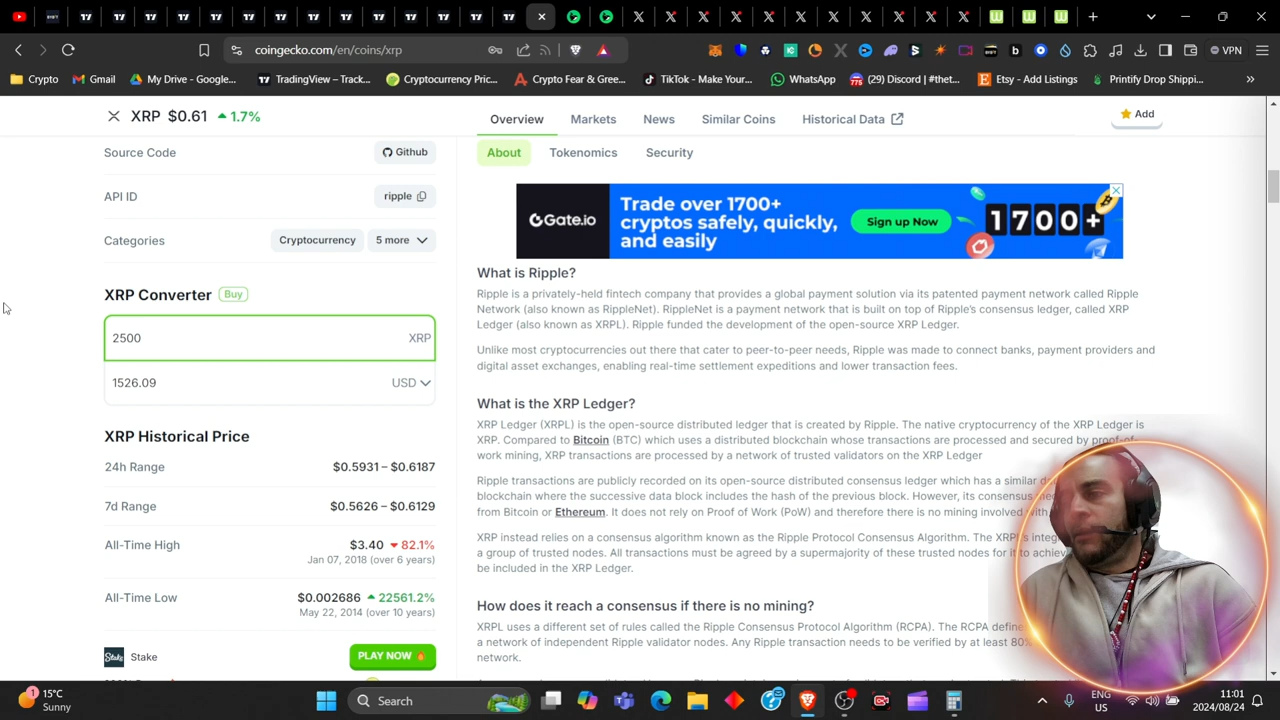 coingecko.com/en/coins/xrp
VPN
Crypto
Gmail
My Drive - Google...
TradingView – Track...
Cryptocurrency Pric...
Crypto Fear & Gree...
TikTok - Make Your...
WhatsApp
(29) Discord | #thet...
Etsy - Add Listings
Printify Drop Shippi...
XRP $0.61 1.7%
Overview
Markets
News
Similar Coins
Historical Data
Add
Source Code
Github
About
Tokenomics
Security
API ID
ripple
Categories
Cryptocurrency
5 more
Gate.io
Trade over 1700+
cryptos safely, quickly,
and easily
Sign up Now
1700+
XRP Converter
Buy
2500
XRP
1526.09
USD
XRP Historical Price
24h Range
$0.5931 – $0.6187
7d Range
$0.5626 – $0.6129
All-Time High
$3.40 82.1%
Jan 07, 2018 (over 6 years)
All-Time Low
$0.002686 22561.2%
May 22, 2014 (over 10 years)
Stake
Stake
PLAY NOW
What is Ripple?
Ripple is a privately-held fintech company that provides a global payment solution via its patented payment network called Ripple
Network (also known as RippleNet). RippleNet is a payment network that is built on top of Ripple's consensus ledger, called XRP
Ledger (also known as XRPL). Ripple funded the development of the open-source XRP Ledger.
Unlike most cryptocurrencies out there that cater to peer-to-peer needs, Ripple was made to connect banks, payment providers and
digital asset exchanges, enabling real-time settlement expeditions and lower transaction fees.
What is the XRP Ledger?
XRP Ledger (XRPL) is the open-source distributed ledger that is created by Ripple. The native cryptocurrency of the XRP Ledger is
XRP. Compared to Bitcoin (BTC) which uses a distributed blockchain whose transactions are processed and secured by proof-of-
work mining, XRP transactions are processed by a network of trusted validators on the XRP Ledger
Ripple transactions are publicly recorded on its open-source distributed consensus ledger which has a similar
blockchain where the successive data block includes the hash of the previous block. However, its consensus
from Bitcoin or Ethereum. It does not rely on Proof of Work (PoW) and therefore there is no mining involved
XRP instead relies on a consensus algorithm known as the Ripple Protocol Consensus Algorithm. The XRP's
a group of trusted nodes. All transactions must be agreed by a supermajority of these trusted nodes for it to
be included in the XRP Ledger.
How does it reach a consensus if there is no mining?
XRPL uses a different set of rules called the Ripple Consensus Protocol Algorithm (RCPA). The RCPA
a network of independent Ripple validator nodes. Any Ripple transaction needs to be verified by at least 80%
network.
1
15°C
Sunny
Search
ENG
US
11:01
2024/08/24